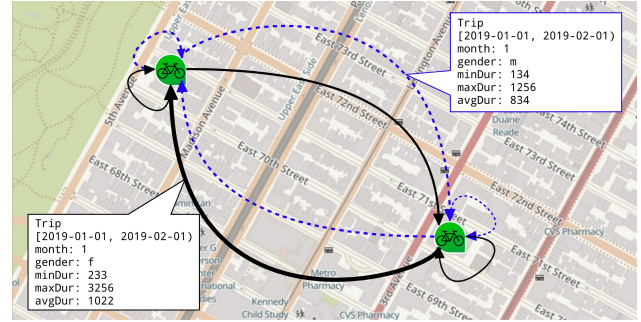 Trip
[2019-01-01, 2019-02-01)
month: 1
gender: m
minDur: 134
maxDur: 1256
avgDur: 834
Trip
[2019-01-01, 2019-02-01)
month: 1
gender: f
minDur: 233
maxDur: 3256
avgDur: 1022
Upper East Side
East 73rd Street
East 72nd Street
5th Avenue
Madison Avenue
East 68th Street
East 70th Street
East 71st Street
Duane
Reade
East 74th Street
East 73rd Street
East 72nd Street
CVS Pharmacy
East 71st Street
East 69th Street
3rd Avenue
Metro
Pharmacy
Kennedy
Child Study
CVS Pharmacy